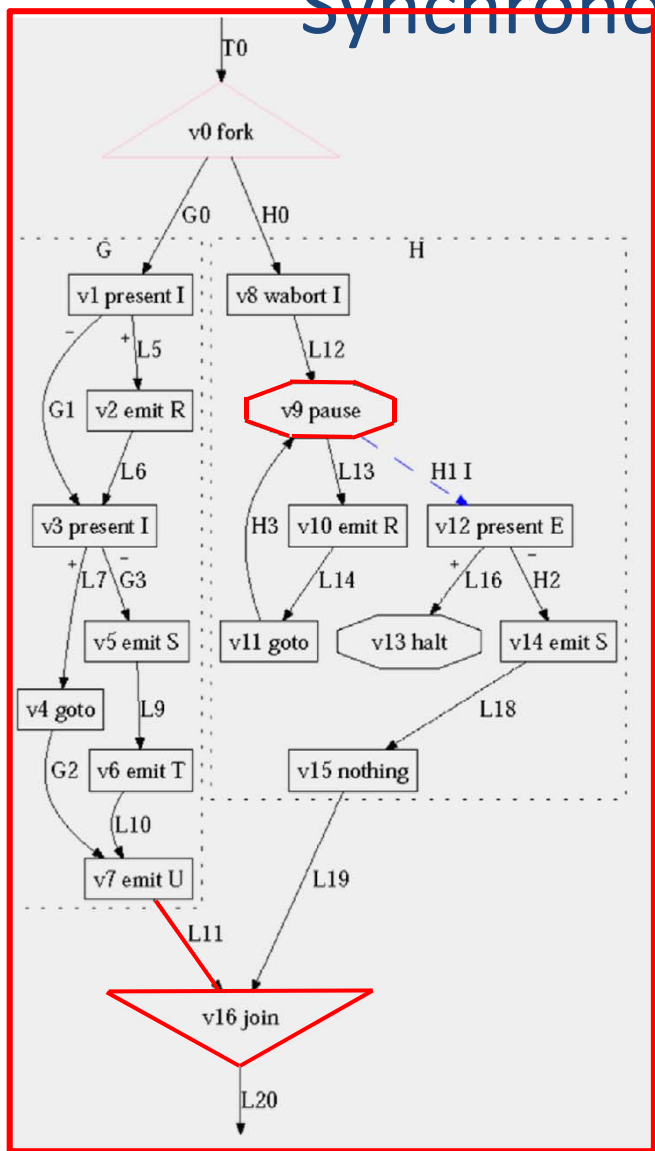 Synchrono
T0
v0 fork
G0
H0
G
H
v1 present I
v8 wabort I
-
+
L5
L12
G1
v2 emit R
v9 pause
L6
L13
H1 I
v3 present I
H3
v10 emit R
v12 present E
+
L7
-
G3
L14
+
L16
-
H2
v5 emit S
v11 goto
v13 halt
v14 emit S
v4 goto
L9
L18
G2
v6 emit T
v15 nothing
L10
v7 emit U
L19
L11
v16 join
L20